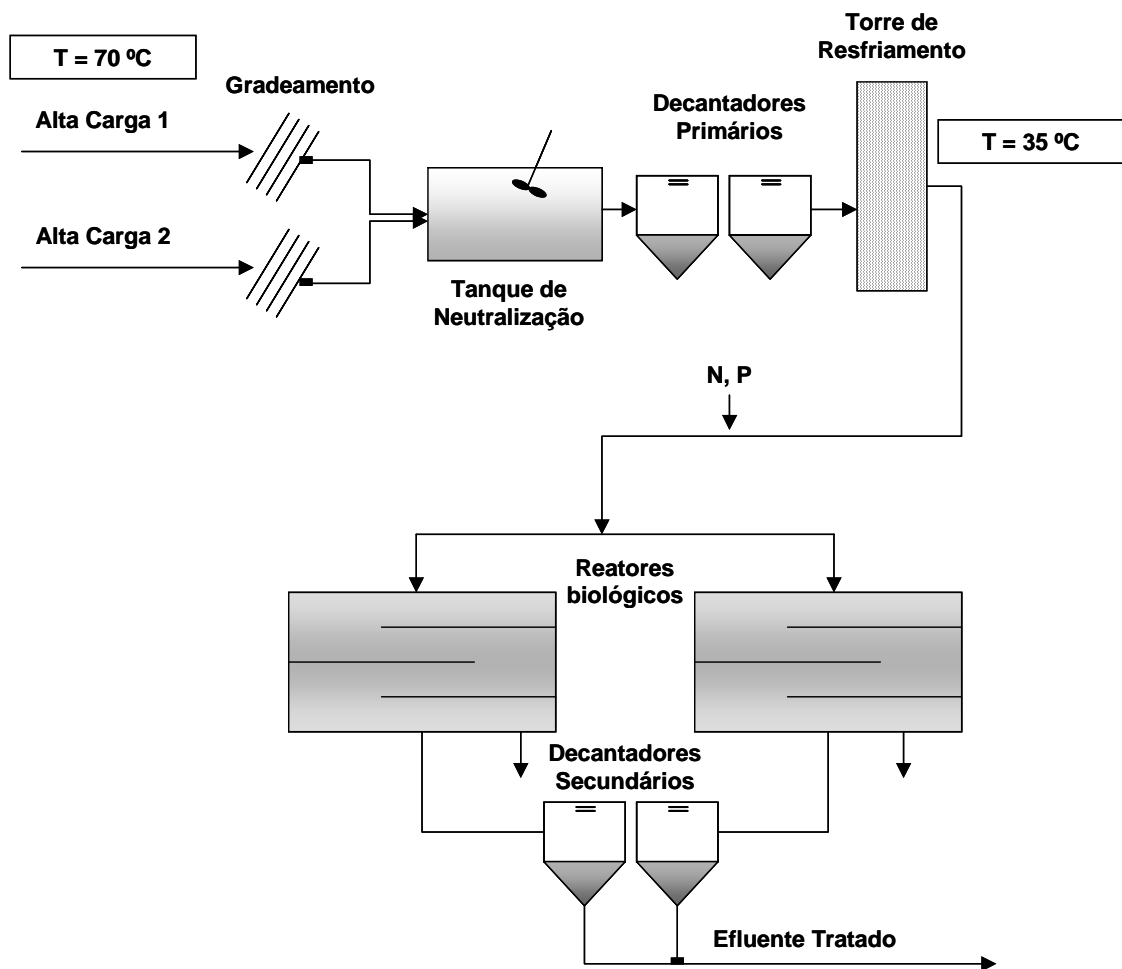 T = 70 ºC
Gradeamento
Alta Carga 1
Alta Carga 2
Tanque de
Neutralização
Decantadores
Primários
Torre de
Resfriamento
T = 35 ºC
N, P
Reatores
biológicos
Decantadores
Secundários
Efluente Tratado